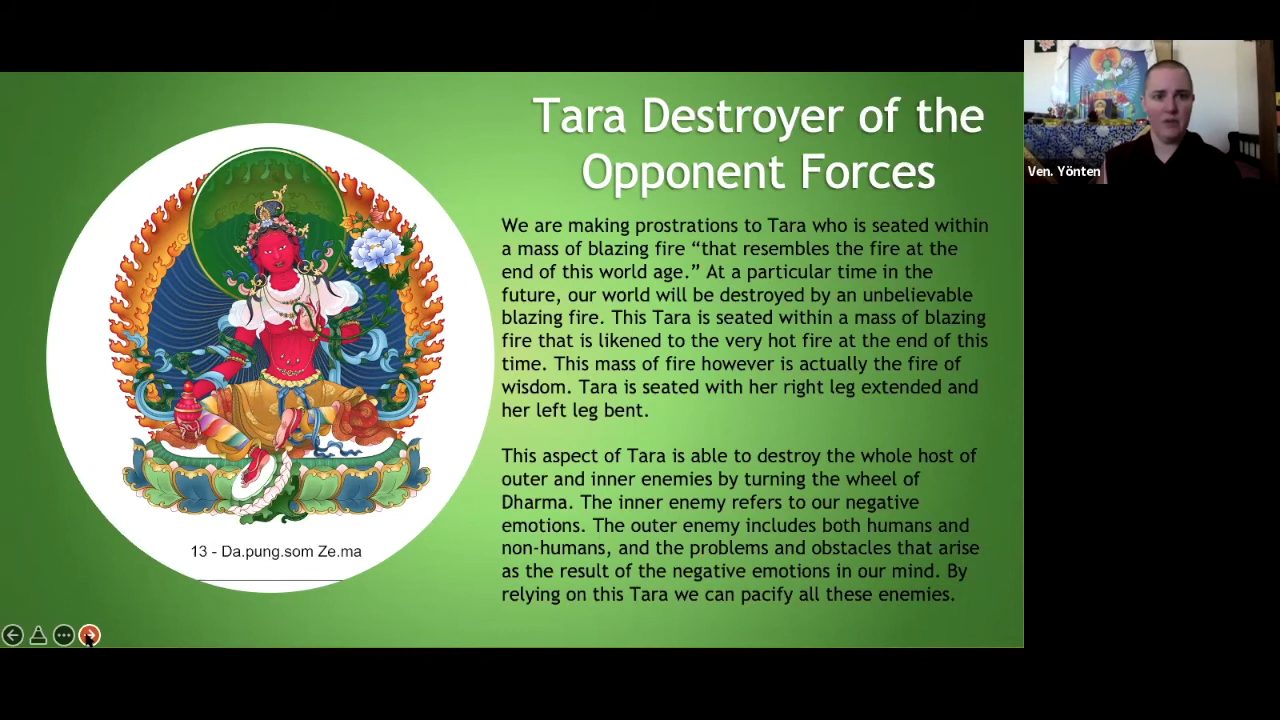 Tara Destroyer of the
Opponent Forces
We are making prostrations to Tara who is seated within
a mass of blazing fire “that resembles the fire at the
end of this world age.” At a particular time in the
future, our world will be destroyed by an unbelievable
blazing fire. This Tara is seated within a mass of blazing
fire that is likened to the very hot fire at the end of this
time. This mass of fire however is actually the fire of
wisdom. Tara is seated with her right leg extended and
her left leg bent.
This aspect of Tara is able to destroy the whole host of
outer and inner enemies by turning the wheel of
Dharma. The inner enemy refers to our negative
emotions. The outer enemy includes both humans and
non-humans, and the problems and obstacles that arise
as the result of the negative emotions in our mind. By
relying on this Tara we can pacify all these enemies.
13 - Da.pung.som Ze.ma
Ven. Yönten